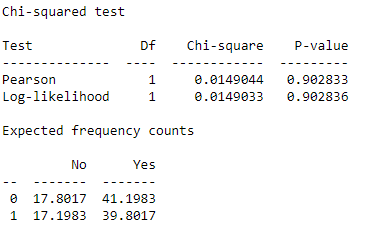 Chi-squared test
Test Df Chi-square P-value
-------------- ---- ------------ ---------
Pearson 1 0.0149044 0.902833
Log-likelihood 1 0.0149033 0.902836
Expected frequency counts
No Yes
-- ------- -------
0 17.8017 41.1983
1 17.1983 39.8017